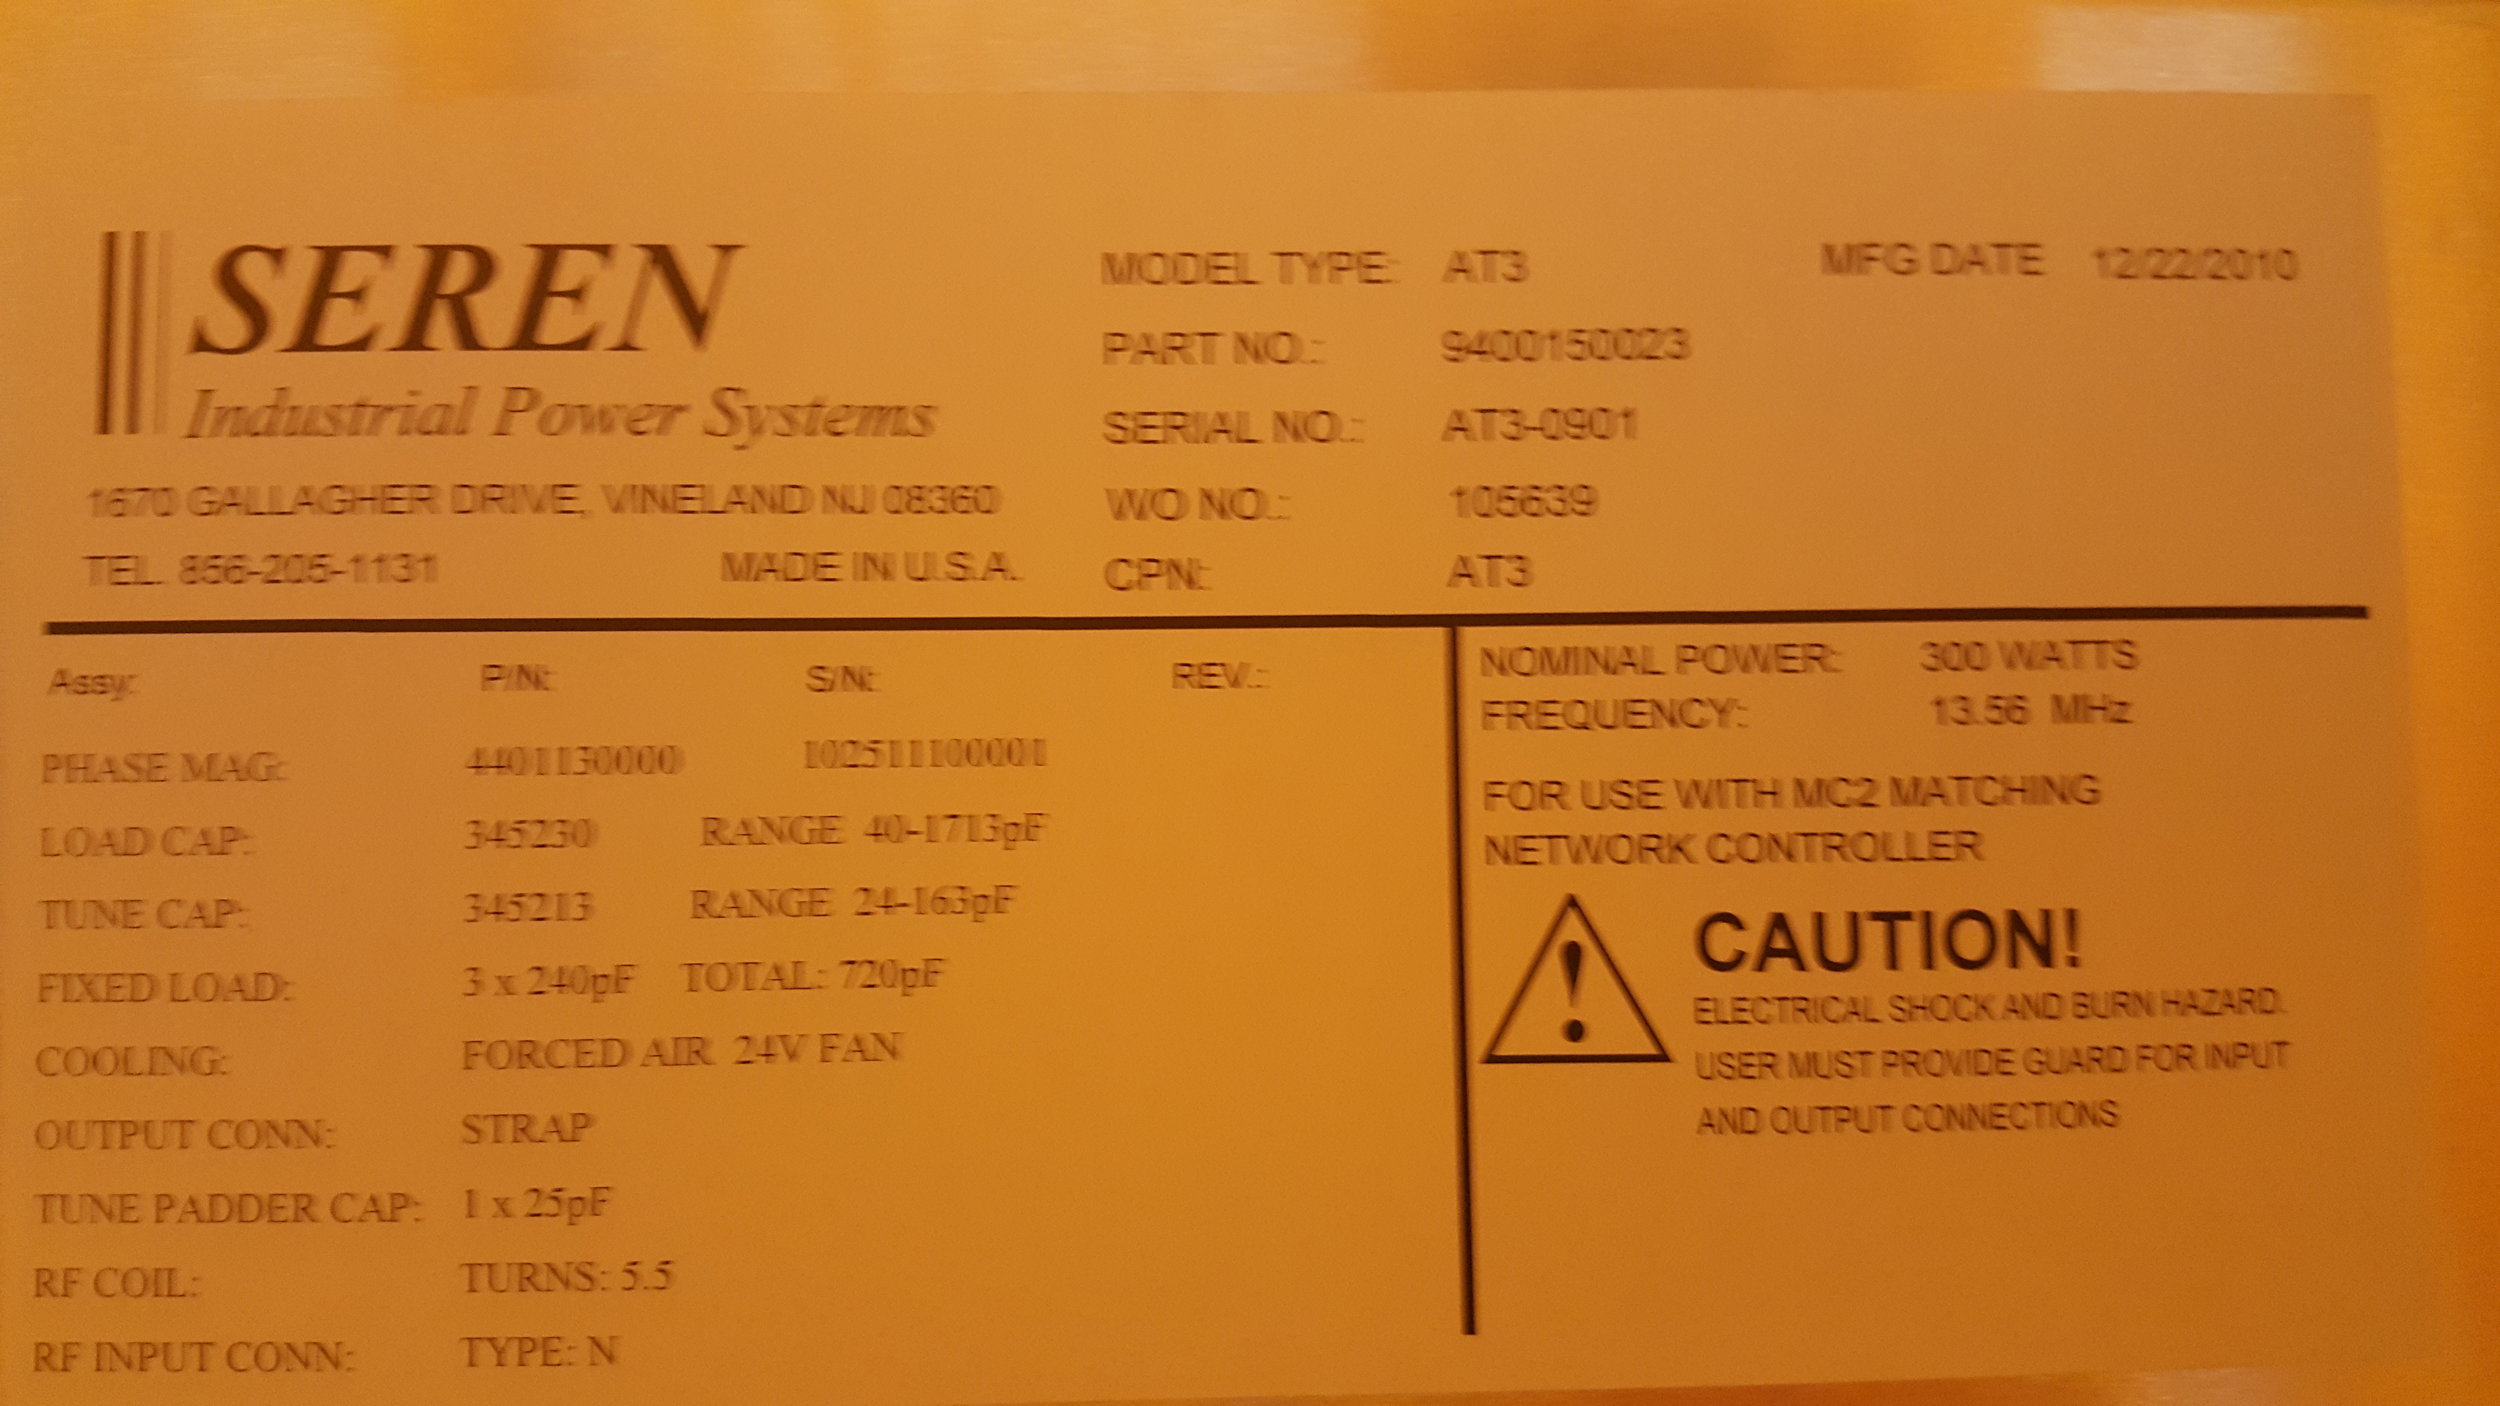 SEREN
Industrial Power Systems
1670 GALLAGHER DRIVE, VINELAND NJ 08360
TEL. 856-205-1131 MADE IN U.S.A.
MODEL TYPE: AT3 MFG DATE 12/22/2010
PART NO.: 9400150023
SERIAL NO.: AT3-0901
WO NO.: 105639
CPN: AT3
Assy: P/N: S/N: REV.:
PHASE MAG: 4401130000 102511100001
LOAD CAP: 345230 RANGE 40-1713pF
TUNE CAP: 345213 RANGE 24-163pF
FIXED LOAD: 3 x 240pF TOTAL: 720pF
COOLING: FORCED AIR 24V FAN
OUTPUT CONN: STRAP
TUNE PADDER CAP: 1 x 25pF
RF COIL: TURNS: 5.5
RF INPUT CONN: TYPE: N
NOMINAL POWER: 300 WATTS
FREQUENCY: 13.56 MHz
FOR USE WITH MC2 MATCHING
NETWORK CONTROLLER
CAUTION!
ELECTRICAL SHOCK AND BURN HAZARD.
USER MUST PROVIDE GUARD FOR INPUT
AND OUTPUT CONNECTIONS